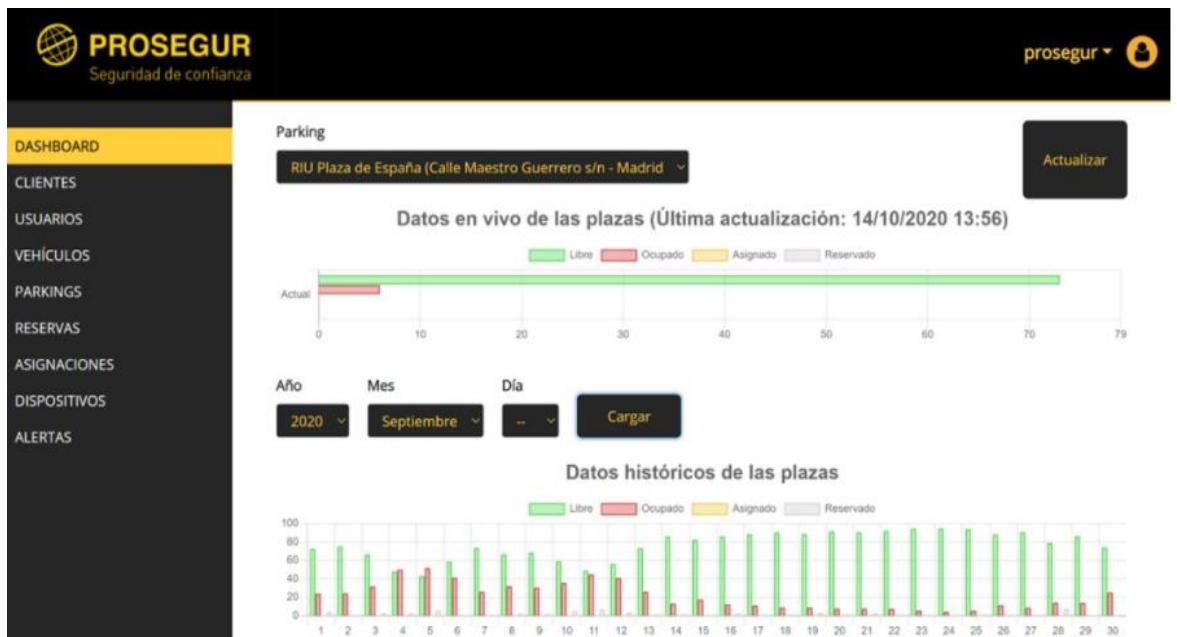 PROSEGUR
Seguridad de confianza
prosegur
DASHBOARD
CLIENTES
USUARIOS
VEHÍCULOS
PARKINGS
RESERVAS
ASIGNACIONES
DISPOSITIVOS
ALERTAS
Parking
RIU Plaza de España (Calle Maestro Guerrero s/n - Madrid
Actualizar
Datos en vivo de las plazas (Última actualización: 14/10/2020 13:56)
Libre Ocupado Asignado Reservado
Actual
0 10 20 30 40 50 60 70 79
Año Mes Día
2020 Septiembre -- Cargar
Datos históricos de las plazas
Libre Ocupado Asignado Reservado
100
80
60
40
20
0
1 2 3 4 5 6 7 8 9 10 11 12 13 14 15 16 17 18 19 20 21 22 23 24 25 26 27 28 29 30